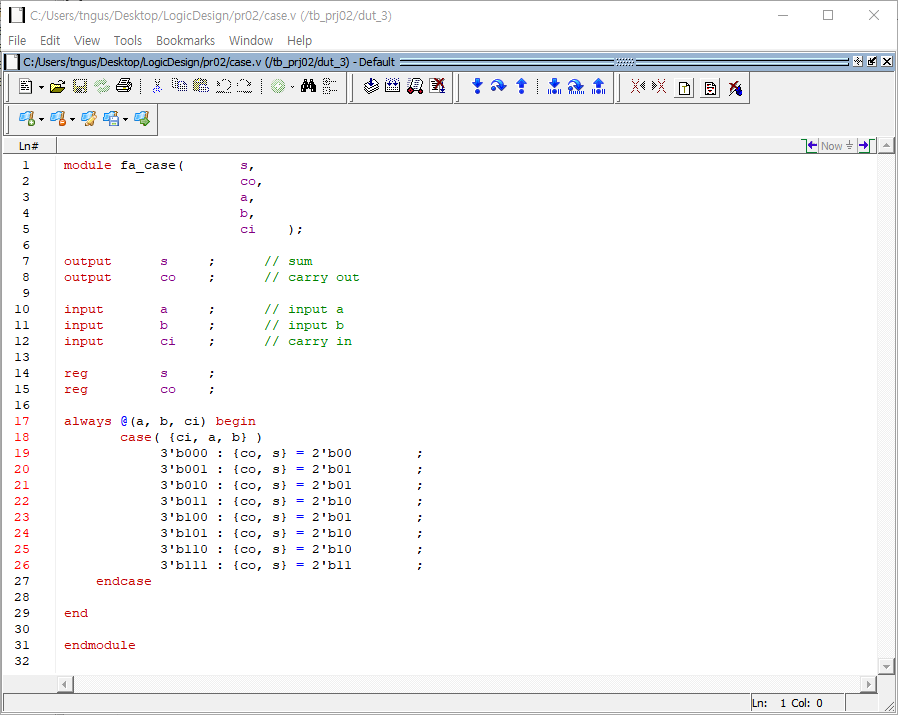 C:/Users/tngus/Desktop/LogicDesign/pr02/case.v (/tb_prj02/dut_3)
File Edit View Tools Bookmarks Window Help
C:/Users/tngus/Desktop/LogicDesign/pr02/case.v (/tb_prj02/dut_3) - Default
Ln# Now
1 module fa_case( s,
2 co,
3 a,
4 b,
5 ci );
6
7 output s ; // sum
8 output co ; // carry out
9
10 input a ; // input a
11 input b ; // input b
12 input ci ; // carry in
13
14 reg s ;
15 reg co ;
16
17 always @(a, b, ci) begin
18 case( {ci, a, b} )
19 3'b000 : {co, s} = 2'b00 ;
20 3'b001 : {co, s} = 2'b01 ;
21 3'b010 : {co, s} = 2'b01 ;
22 3'b011 : {co, s} = 2'b10 ;
23 3'b100 : {co, s} = 2'b01 ;
24 3'b101 : {co, s} = 2'b10 ;
25 3'b110 : {co, s} = 2'b10 ;
26 3'b111 : {co, s} = 2'b11 ;
27 endcase
28
29 end
30
31 endmodule
32
Ln: 1 Col: 0